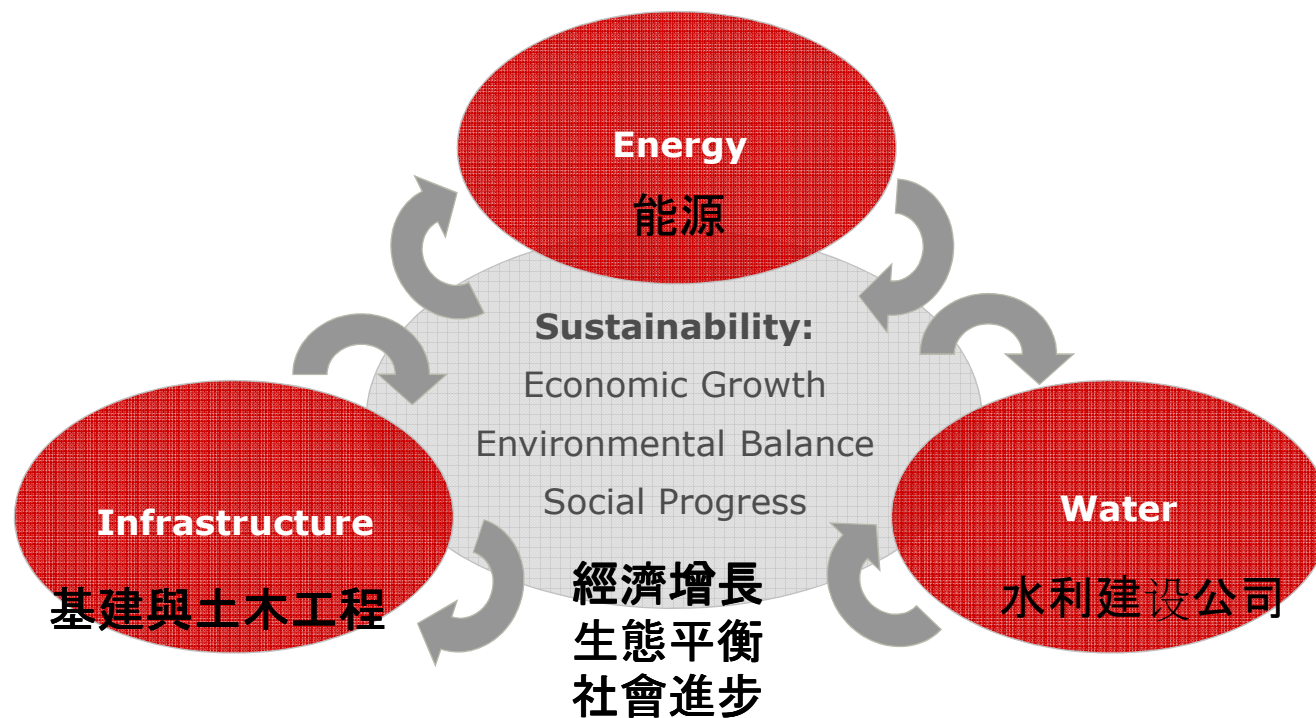 Energy
能源
Sustainability:
Economic Growth
Environmental Balance
Social Progress
經濟增長
生態平衡
社會進步
Infrastructure
基建與土木工程
Water
水利建设公司